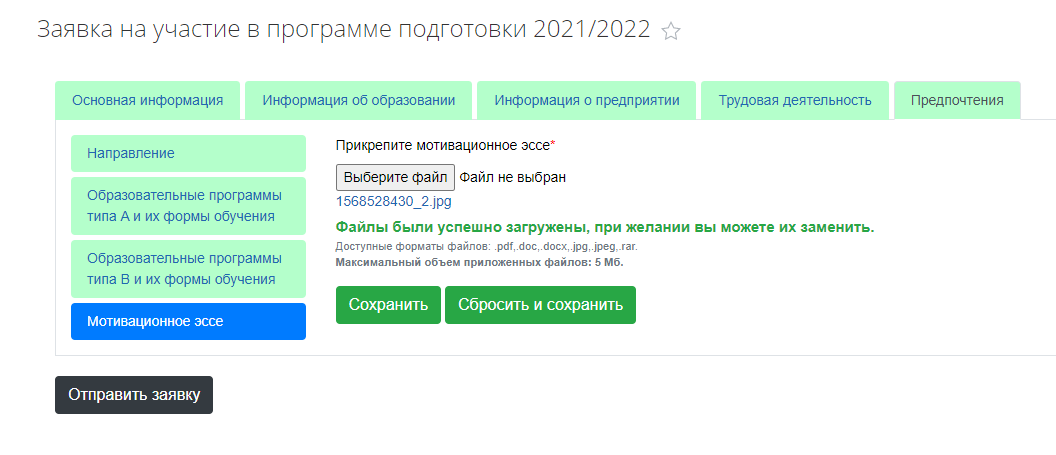 Заявка на участие в программе подготовки 2021/2022
Основная информация
Информация об образовании
Информация о предприятии
Трудовая деятельность
Предпочтения
Направление
Образовательные программы
типа А и их формы обучения
Образовательные программы
типа В и их формы обучения
Мотивационное эссе
Прикрепите мотивационное эссе*
Выберите файл Файл не выбран
1568528430_2.jpg
Файлы были успешно загружены, при желании вы можете их заменить.
Доступные форматы файлов: .pdf,.doc,.docx,.jpg,.jpeg,.rar.
Максимальный объем приложенных файлов: 5 Мб.
Сохранить
Сбросить и сохранить
Отправить заявку